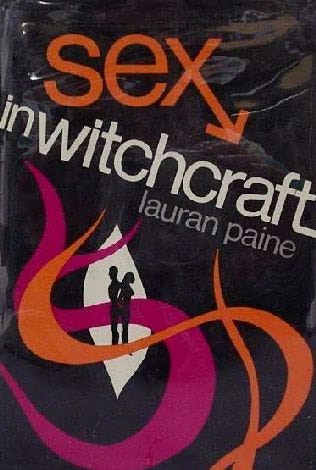 sex
in witchcraft
lauran paine